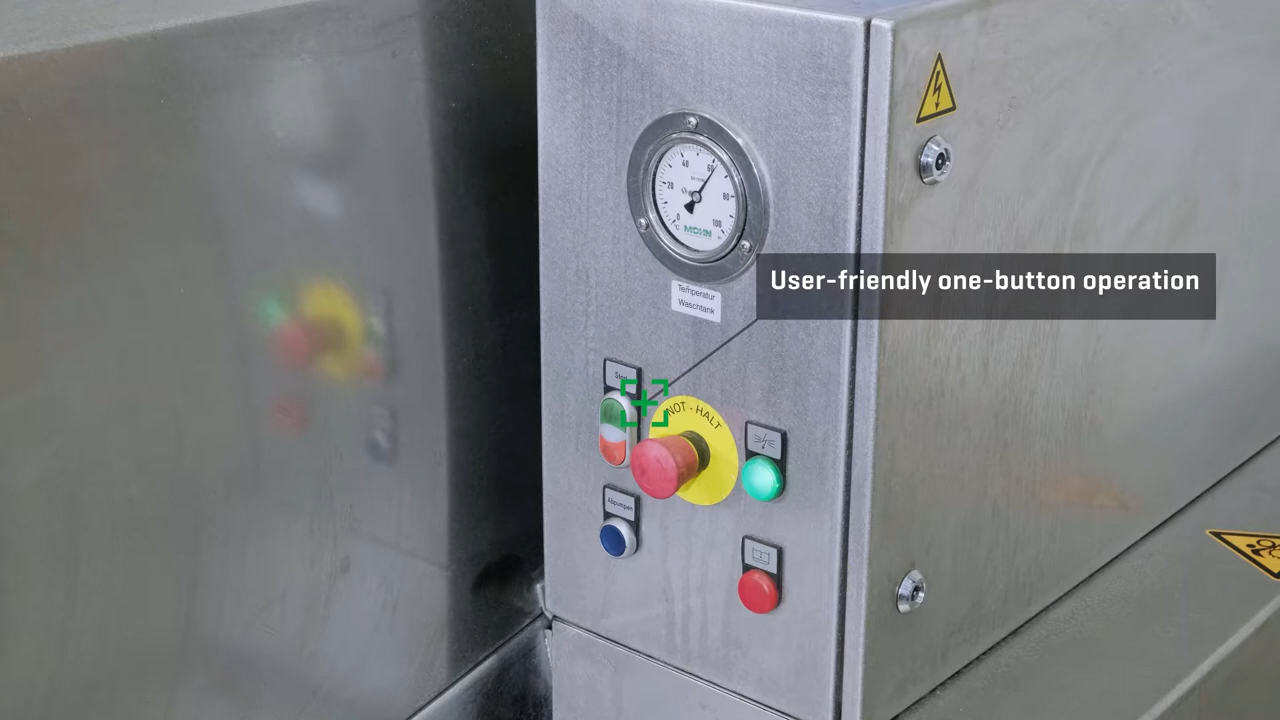 40
60
20
80
0
100
°C
MOHN
User-friendly one-button operation
Temperatur
Waschtank
Start
NOT - HALT
Abpumpen